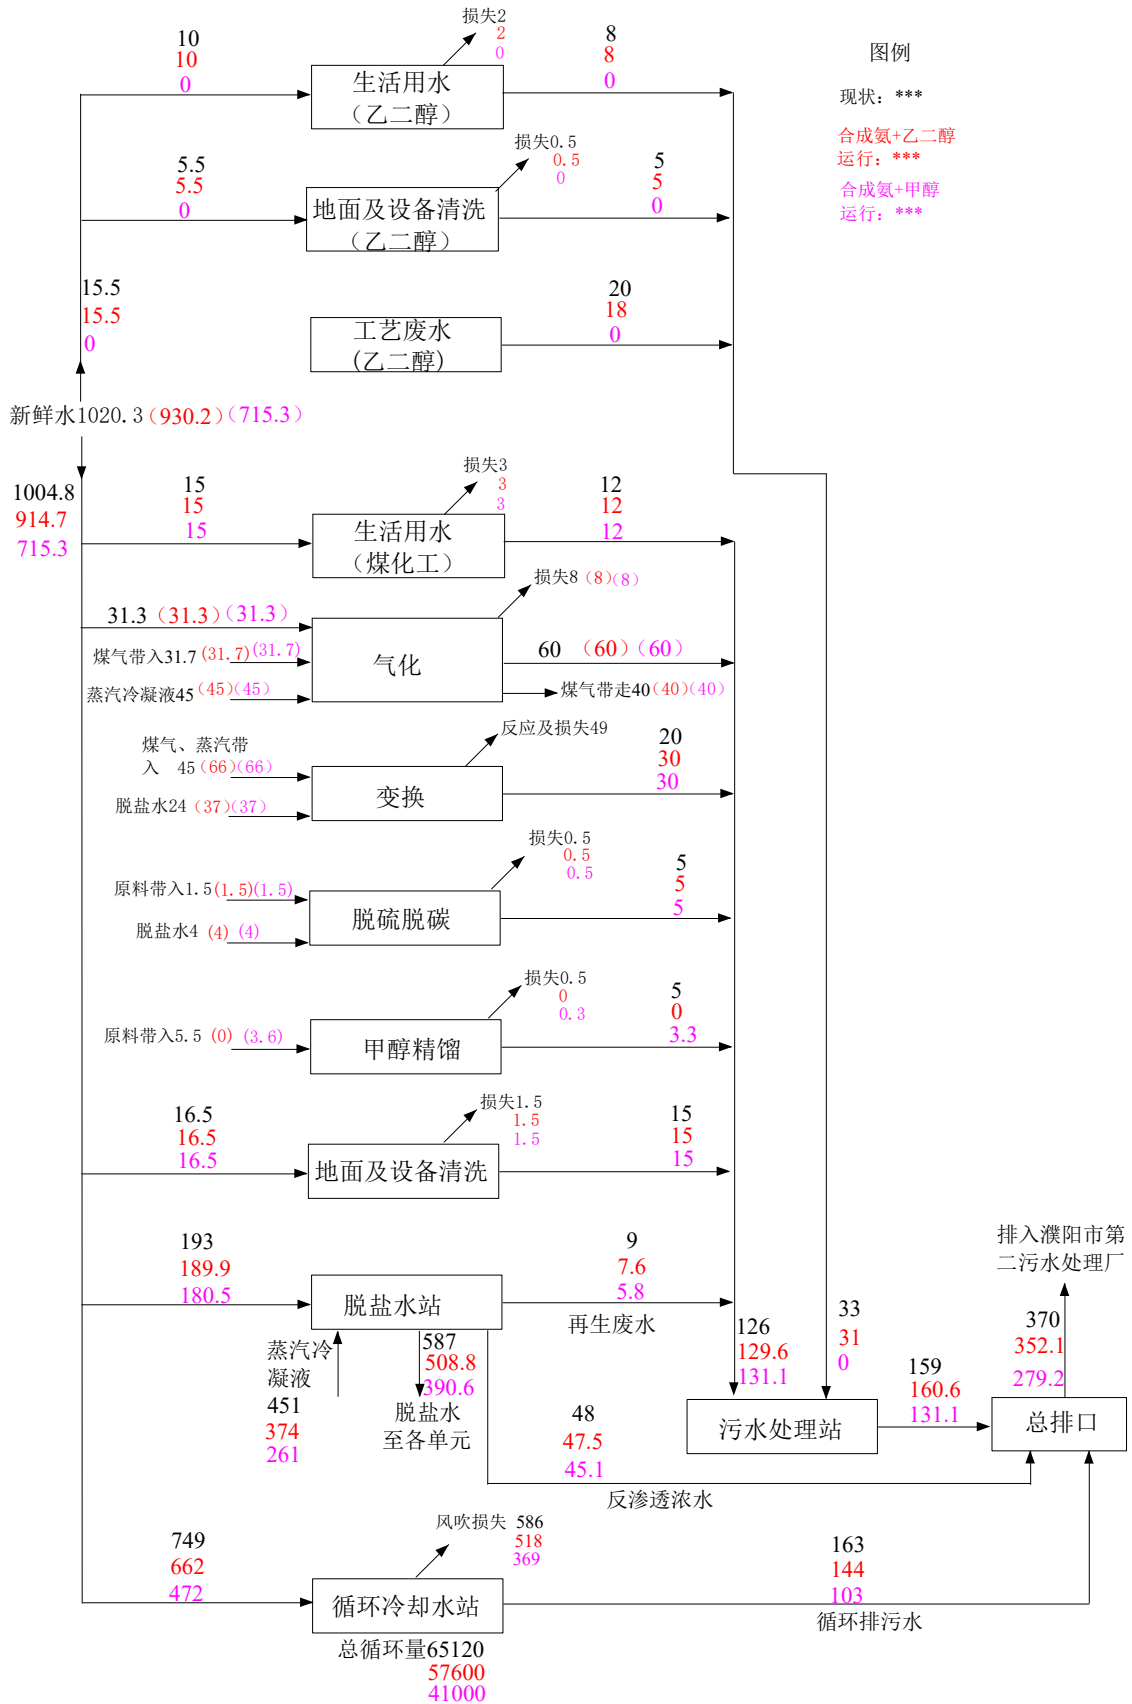 损失2
2
0
10
10
0
生活用水
（乙二醇）
8
8
0
图例
现状：***
合成氨+乙二醇
运行：***
合成氨+甲醇
运行：***
损失0.5
0.5
0
5.5
5.5
0
地面及设备清洗
（乙二醇）
5
5
0
15.5
15.5
0
工艺废水
(乙二醇)
20
18
0
新鲜水1020.3（930.2）（715.3）
1004.8
914.7
715.3
15
15
15
损失3
3
3
生活用水
（煤化工）
12
12
12
损失8（8）（8）
31.3（31.3）（31.3）
煤气带入31.7（31.7）（31.7）
蒸汽冷凝液45（45）（45）
气化
60（60）（60）
煤气带走40（40）（40）
反应及损失49
煤气、蒸汽带
入 45（66）（66）
脱盐水24（37）（37）
变换
20
30
30
损失0.5
0.5
0.5
原料带入1.5（1.5）（1.5）
脱盐水4（4）（4）
脱硫脱碳
5
5
5
损失0.5
0
0.3
原料带入5.5（0）（3.6）
甲醇精馏
5
0
3.3
损失1.5
1.5
1.5
16.5
16.5
16.5
地面及设备清洗
15
15
15
193
189.9
180.5
脱盐水站
9
7.6
5.8
再生废水
蒸汽冷
凝液
451
374
261
587
508.8
390.6
脱盐水
至各单元
48
47.5
45.1
反渗透浓水
126
129.6
131.1
33
31
0
污水处理站
159
160.6
131.1
排入濮阳市第
二污水处理厂
370
352.1
279.2
总排口
749
662
472
风吹损失 586
518
369
循环冷却水站
总循环量65120
57600
41000
163
144
103
循环排污水